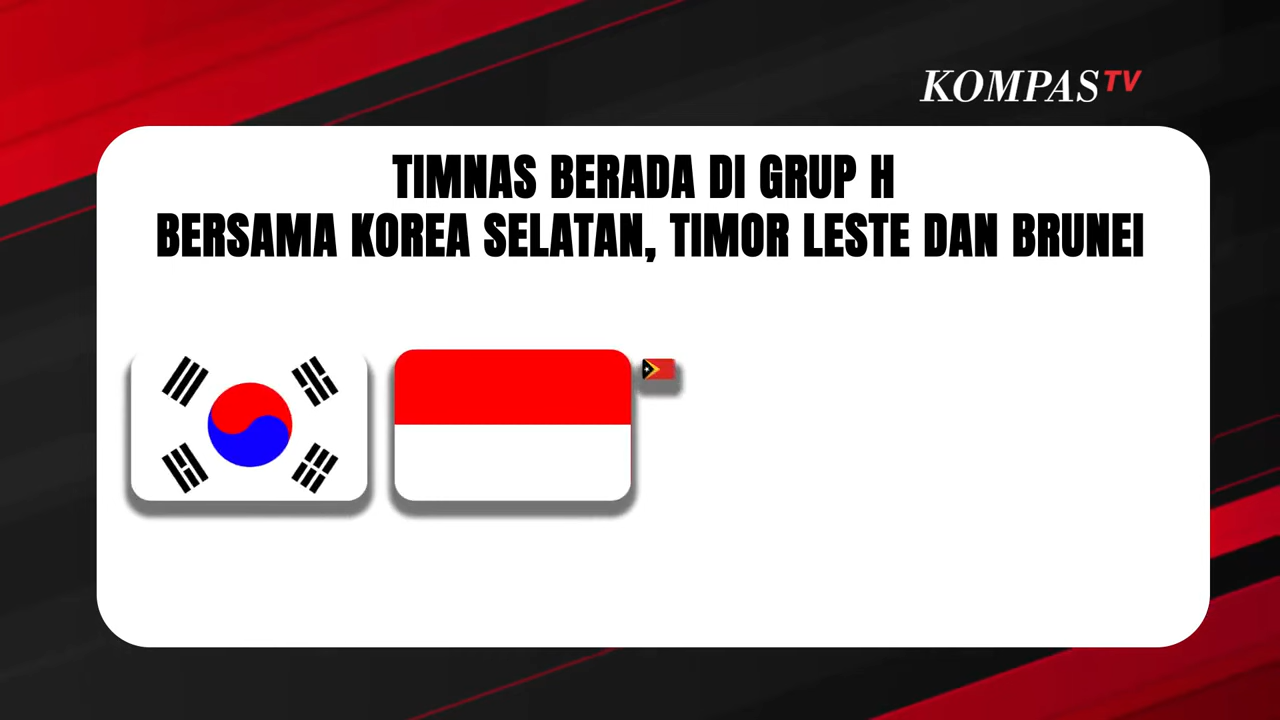 KOMPASTV
TIMNAS BERADA DI GRUP H
BERSAMA KOREA SELATAN, TIMOR LESTE DAN BRUNEI